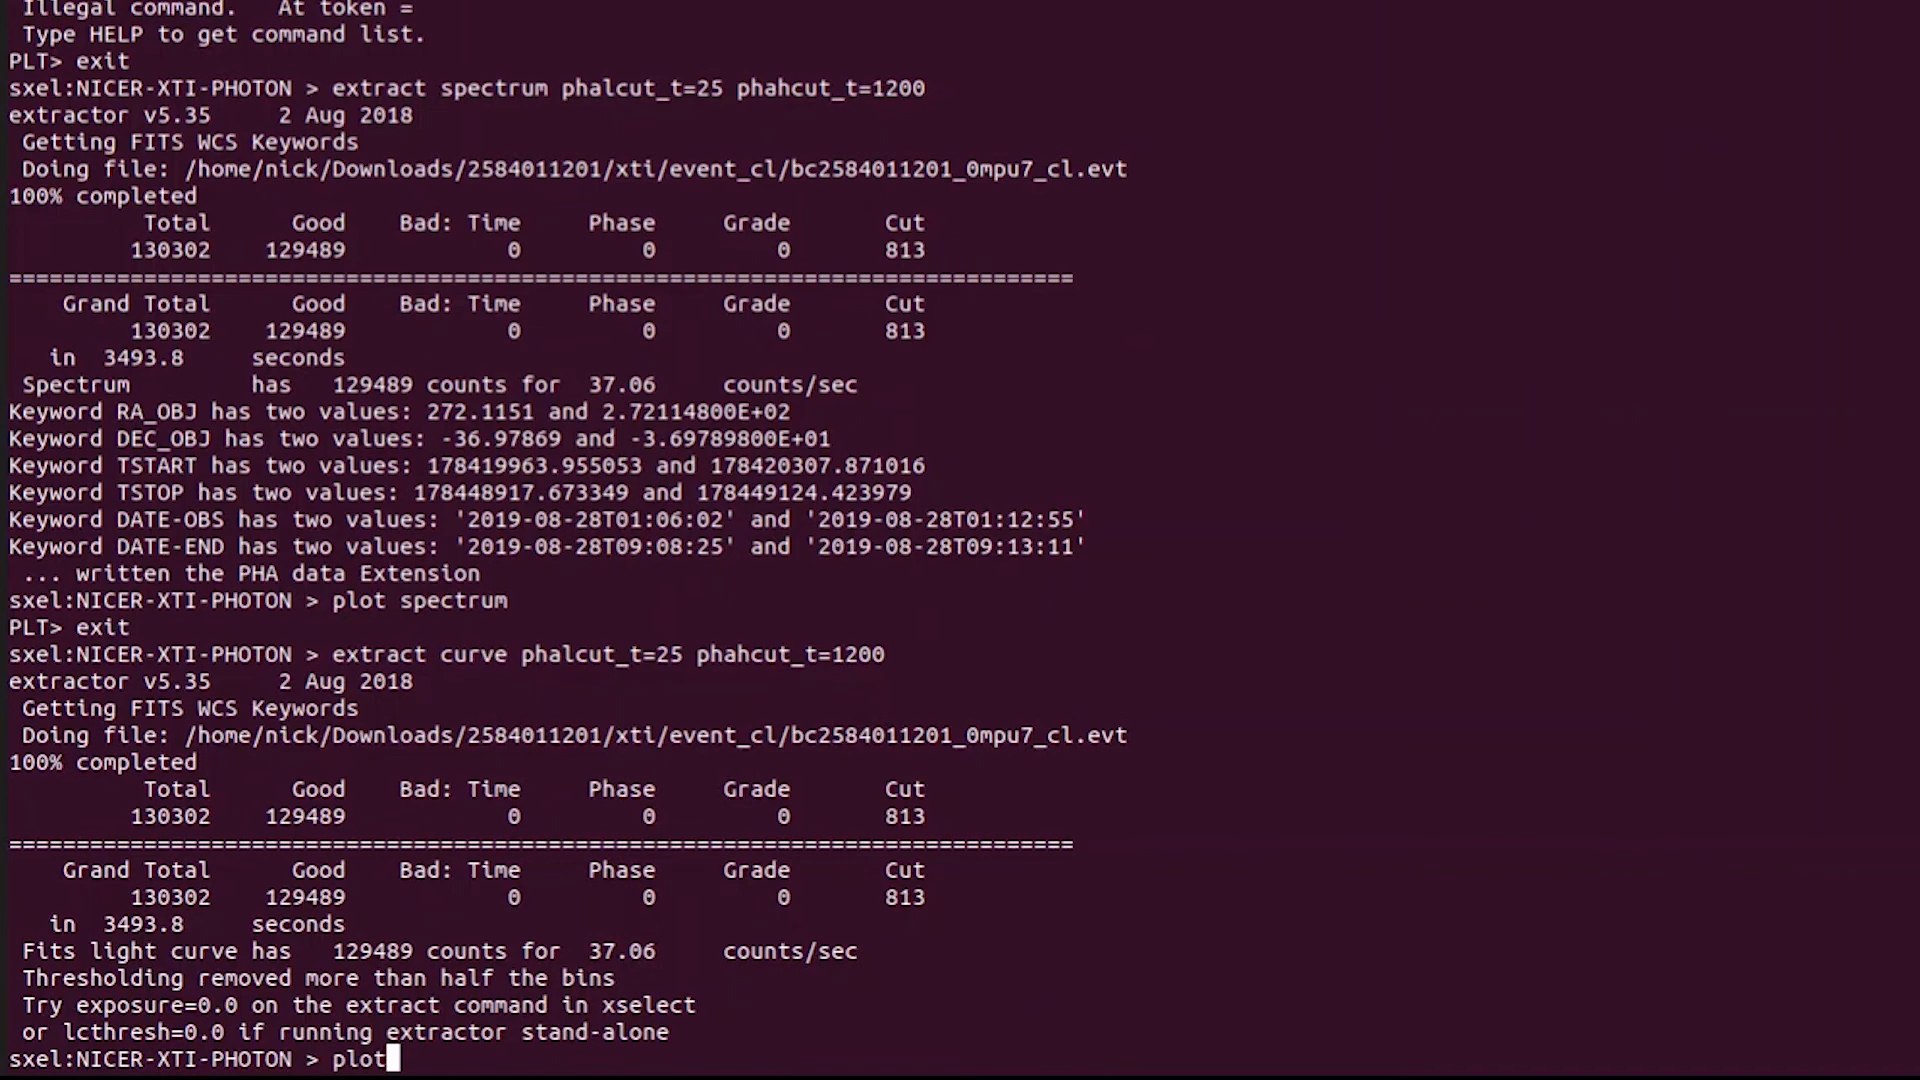 Illegal command.   At token =
Type HELP to get command list.
PLT> exit
sxel:NICER-XTI-PHOTON > extract spectrum phalcut_t=25 phahcut_t=1200
extractor v5.35     2 Aug 2018
Getting FITS WCS Keywords
Doing file: /home/nick/Downloads/2584011201/xti/event_cl/bc2584011201_0mpu7_cl.evt
100% completed
Total      Good    Bad: Time     Phase     Grade       Cut
130302    129489            0         0         0       813
===============================================================================
Grand Total      Good    Bad: Time     Phase     Grade       Cut
130302    129489            0         0         0       813
in  3493.8     seconds
Spectrum         has   129489 counts for  37.06     counts/sec
Keyword RA_OBJ has two values: 272.1151 and 2.72114800E+02
Keyword DEC_OBJ has two values: -36.97869 and -3.69789800E+01
Keyword TSTART has two values: 178419963.955053 and 178420307.871016
Keyword TSTOP has two values: 178448917.673349 and 178449124.423979
Keyword DATE-OBS has two values: '2019-08-28T01:06:02' and '2019-08-28T01:12:55'
Keyword DATE-END has two values: '2019-08-28T09:08:25' and '2019-08-28T09:13:11'
... written the PHA data Extension
sxel:NICER-XTI-PHOTON > plot spectrum
PLT> exit
sxel:NICER-XTI-PHOTON > extract curve phalcut_t=25 phahcut_t=1200
extractor v5.35     2 Aug 2018
Getting FITS WCS Keywords
Doing file: /home/nick/Downloads/2584011201/xti/event_cl/bc2584011201_0mpu7_cl.evt
100% completed
Total      Good    Bad: Time     Phase     Grade       Cut
130302    129489            0         0         0       813
===============================================================================
Grand Total      Good    Bad: Time     Phase     Grade       Cut
130302    129489            0         0         0       813
in  3493.8     seconds
Fits light curve has   129489 counts for  37.06     counts/sec
Thresholding removed more than half the bins
Try exposure=0.0 on the extract command in xselect
or lcthresh=0.0 if running extractor stand-alone
sxel:NICER-XTI-PHOTON > plot